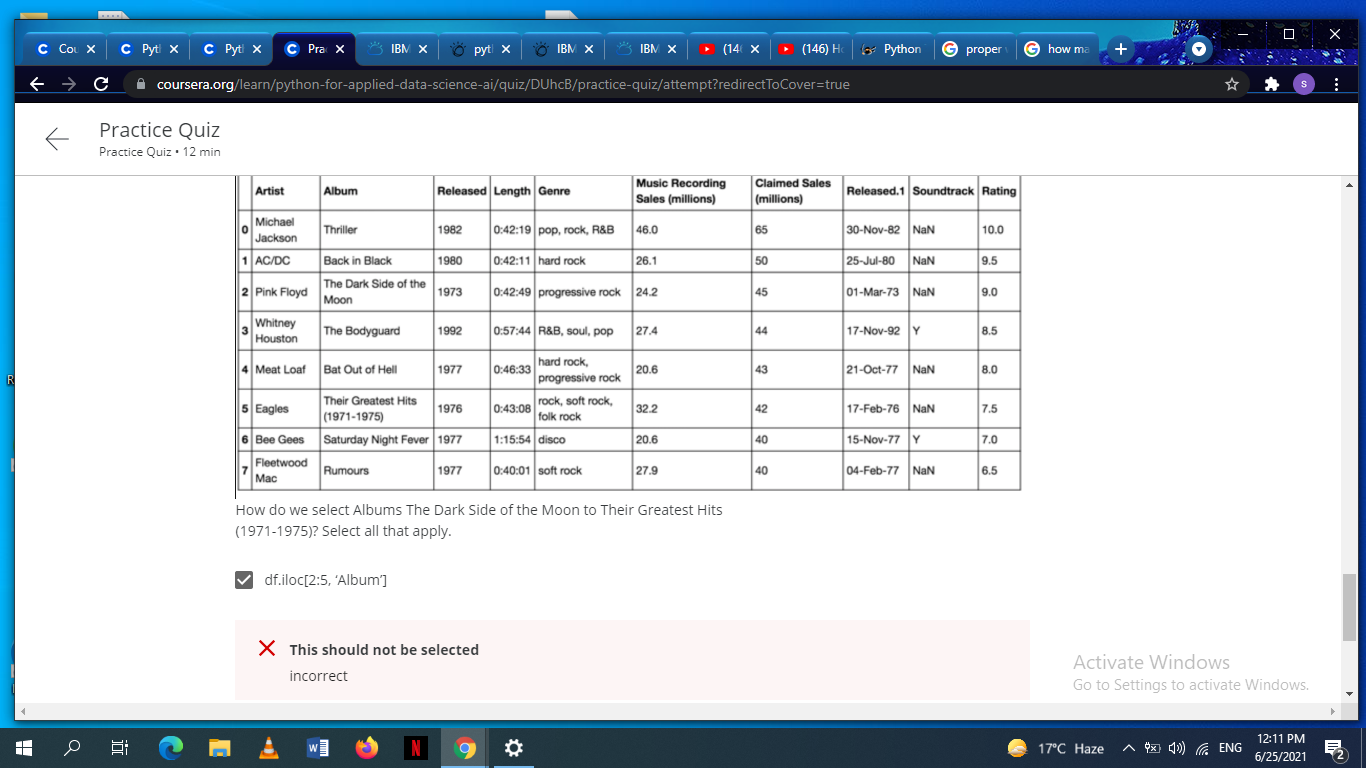 Cou Pytl Pytl Prac IBM pytl IBM IBM (14( (146) Hc Python proper how ma
coursera.org/learn/python-for-applied-data-science-ai/quiz/DUhcB/practice-quiz/attempt?redirectToCover=true
S
Practice Quiz
Practice Quiz • 12 min
Artist Album Released Length Genre Music Recording Sales (millions) Claimed Sales (millions) Released.1 Soundtrack Rating
0 Michael Jackson Thriller 1982 0:42:19 pop, rock, R&B 46.0 65 30-Nov-82 NaN 10.0
1 AC/DC Back in Black 1980 0:42:11 hard rock 26.1 50 25-Jul-80 NaN 9.5
2 Pink Floyd The Dark Side of the Moon 1973 0:42:49 progressive rock 24.2 45 01-Mar-73 NaN 9.0
3 Whitney Houston The Bodyguard 1992 0:57:44 R&B, soul, pop 27.4 44 17-Nov-92 Y 8.5
4 Meat Loaf Bat Out of Hell 1977 0:46:33 hard rock, progressive rock 20.6 43 21-Oct-77 NaN 8.0
5 Eagles Their Greatest Hits (1971-1975) 1976 0:43:08 rock, soft rock, folk rock 32.2 42 17-Feb-76 NaN 7.5
6 Bee Gees Saturday Night Fever 1977 1:15:54 disco 20.6 40 15-Nov-77 Y 7.0
7 Fleetwood Mac Rumours 1977 0:40:01 soft rock 27.9 40 04-Feb-77 NaN 6.5
How do we select Albums The Dark Side of the Moon to Their Greatest Hits
(1971-1975)? Select all that apply.
df.iloc[2:5, ‘Album’]
This should not be selected
incorrect
Activate Windows
Go to Settings to activate Windows.
17°C Haze ENG 12:11 PM
6/25/2021
2